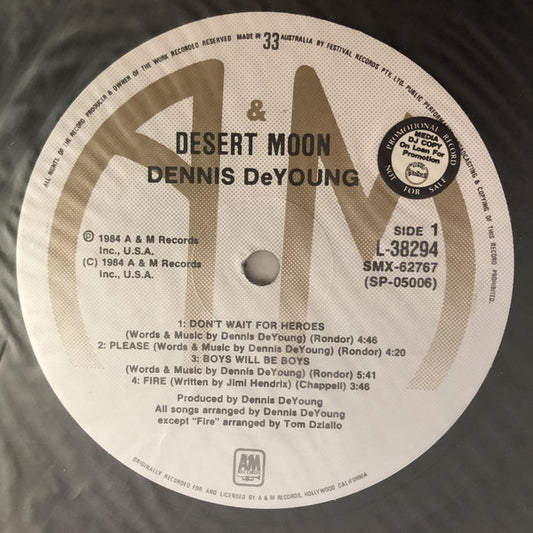 ALL RIGHTS OF THE RECORD PRODUCER & OWNER OF THE WORK RECORDED RESERVED MADE IN 33 AUSTRALIA BY FESTIVAL RECORDS PTY. LTD. PUBLIC PERFORMANCE BROADCASTING & COPYING OF THIS RECORD PROHIBITED.
A & M
DESERT MOON
DENNIS DeYOUNG
PROMOTIONAL RECORD
MEDIA
DJ COPY
On Loan For
Promotion
NOT FOR SALE
℗ 1984 A & M Records
Inc., U.S.A.
(C) 1984 A & M Records
Inc., U.S.A.
SIDE 1
L-38294
SMX-62767
(SP-05006)
1: DON'T WAIT FOR HEROES
(Words & Music by Dennis DeYoung) (Rondor) 4:46
2: PLEASE (Words & Music by Dennis DeYoung) (Rondor) 4:20
3: BOYS WILL BE BOYS
(Words & Music by Dennis DeYoung) (Rondor) 5:41
4: FIRE (Written by Jimi Hendrix) (Chappell) 3:46
Produced by Dennis DeYoung
All songs arranged by Dennis DeYoung
except "Fire" arranged by Tom Dziallo
AM
RECORDS
ORIGINALLY RECORDED FOR AND LICENSED BY A & M RECORDS, HOLLYWOOD CALIFORNIA